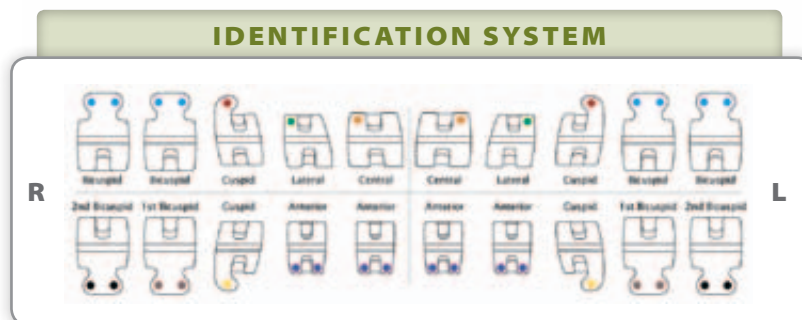 IDENTIFICATION SYSTEM
R
L
Bicuspid Bicuspid Cuspid Lateral Central Central Lateral Cuspid Bicuspid Bicuspid
2nd Bicuspid 1st Bicuspid Cuspid Anterior Anterior Anterior Anterior Cuspid 1st Bicuspid 2nd Bicuspid